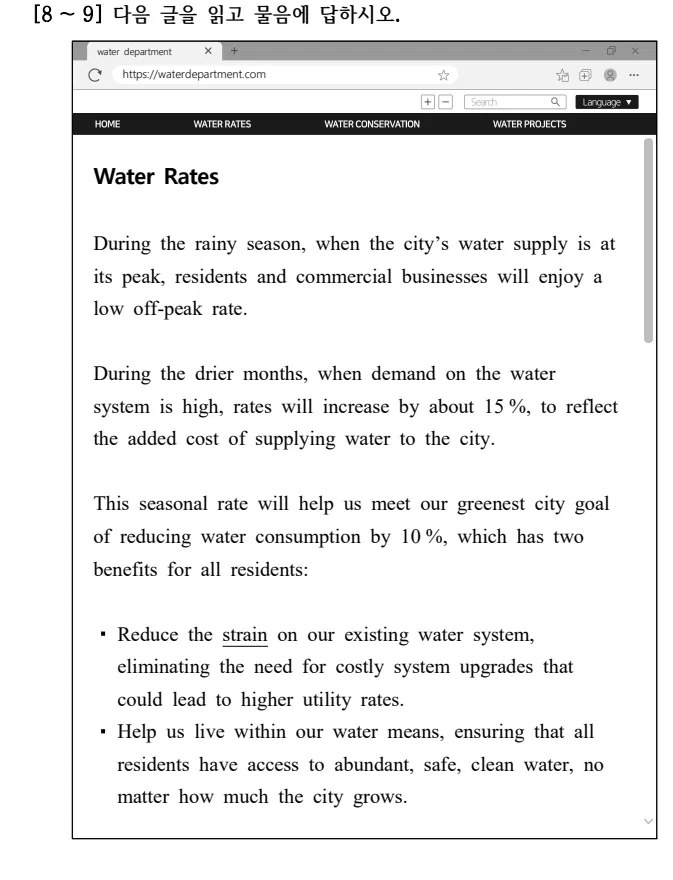 [8 ~ 9] 다음 글을 읽고 물음에 답하시오.
water department
https://waterdepartment.com
Search
Language ▼
HOME WATER RATES WATER CONSERVATION WATER PROJECTS
Water Rates
During the rainy season, when the city's water supply is at
its peak, residents and commercial businesses will enjoy a
low off-peak rate.
During the drier months, when demand on the water
system is high, rates will increase by about 15 %, to reflect
the added cost of supplying water to the city.
This seasonal rate will help us meet our greenest city goal
of reducing water consumption by 10 %, which has two
benefits for all residents:
▪ Reduce the strain on our existing water system,
eliminating the need for costly system upgrades that
could lead to higher utility rates.
▪ Help us live within our water means, ensuring that all
residents have access to abundant, safe, clean water, no
matter how much the city grows.